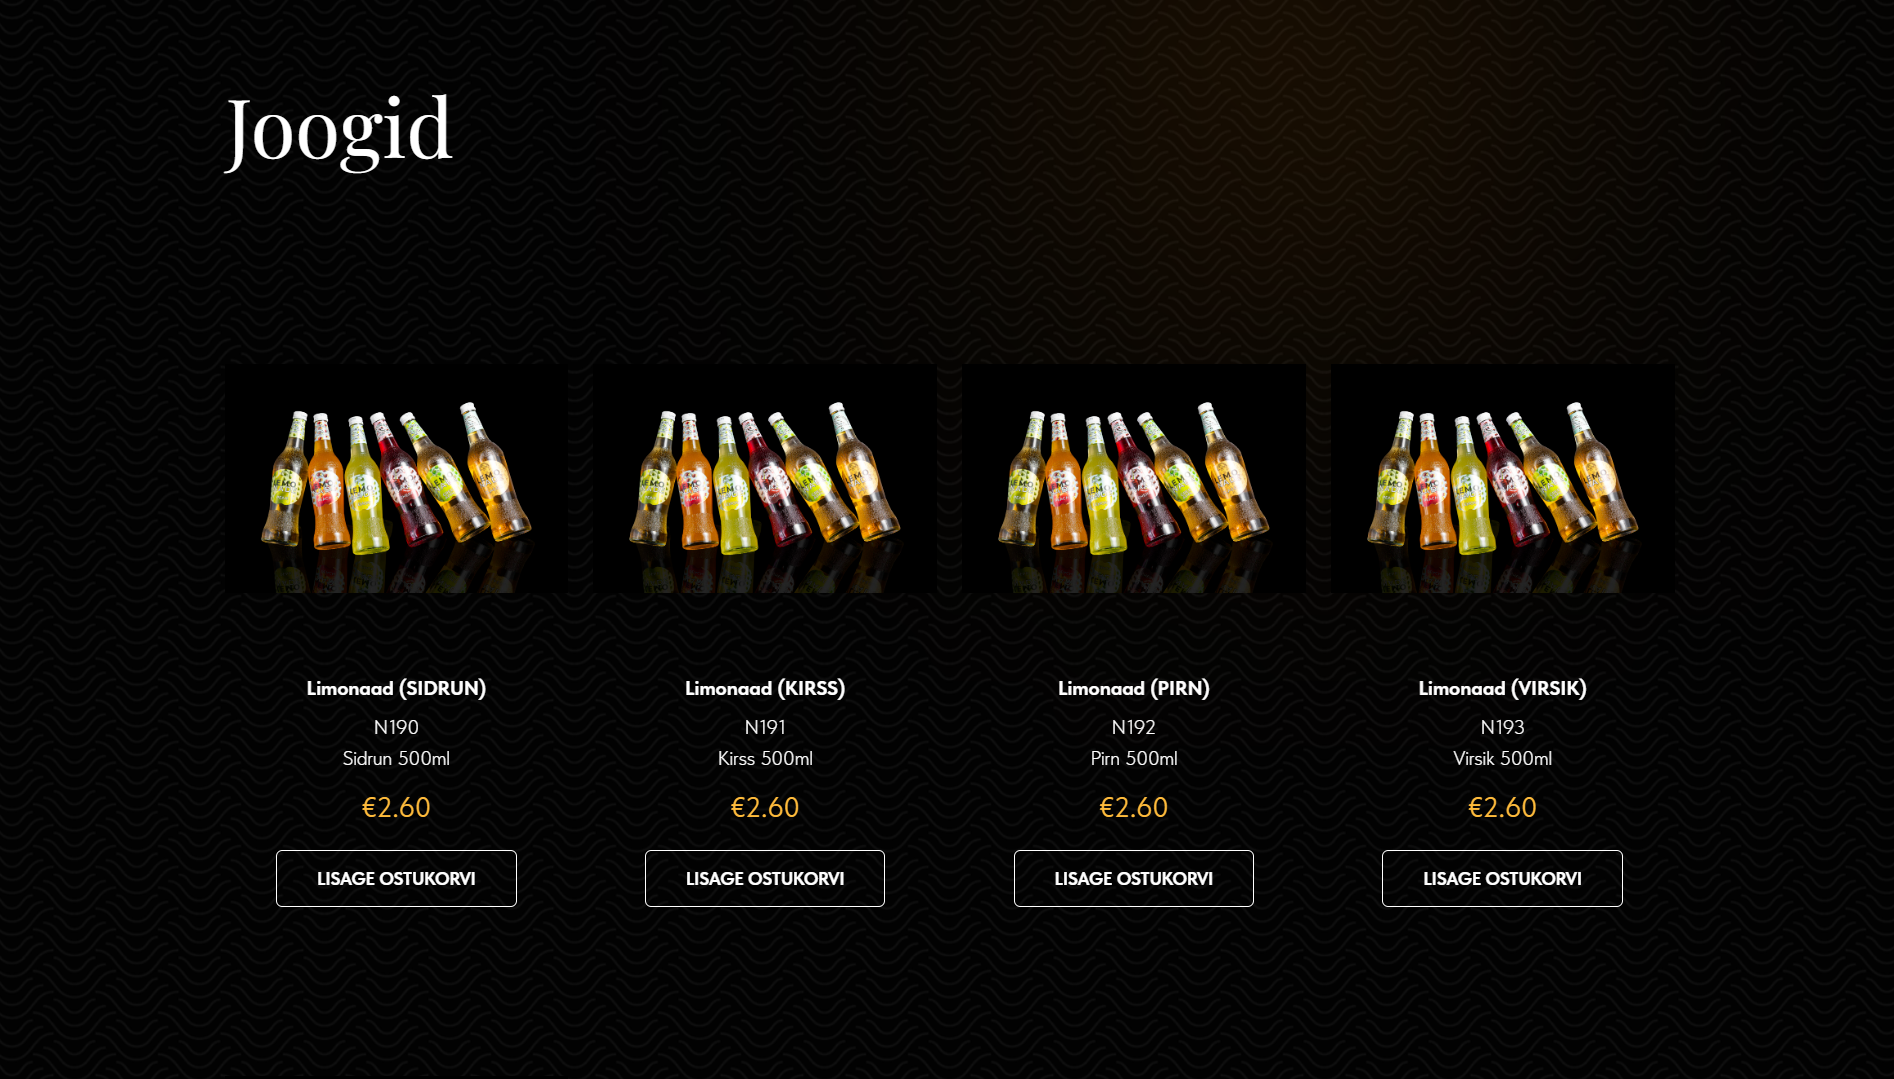 Joogid
Limonaad (SIDRUN)
N190
Sidrun 500ml
€2.60
LISAGE OSTUKORVI
Limonaad (KIRSS)
N191
Kirss 500ml
€2.60
LISAGE OSTUKORVI
Limonaad (PIRN)
N192
Pirn 500ml
€2.60
LISAGE OSTUKORVI
Limonaad (VIRSIK)
N193
Virsik 500ml
€2.60
LISAGE OSTUKORVI